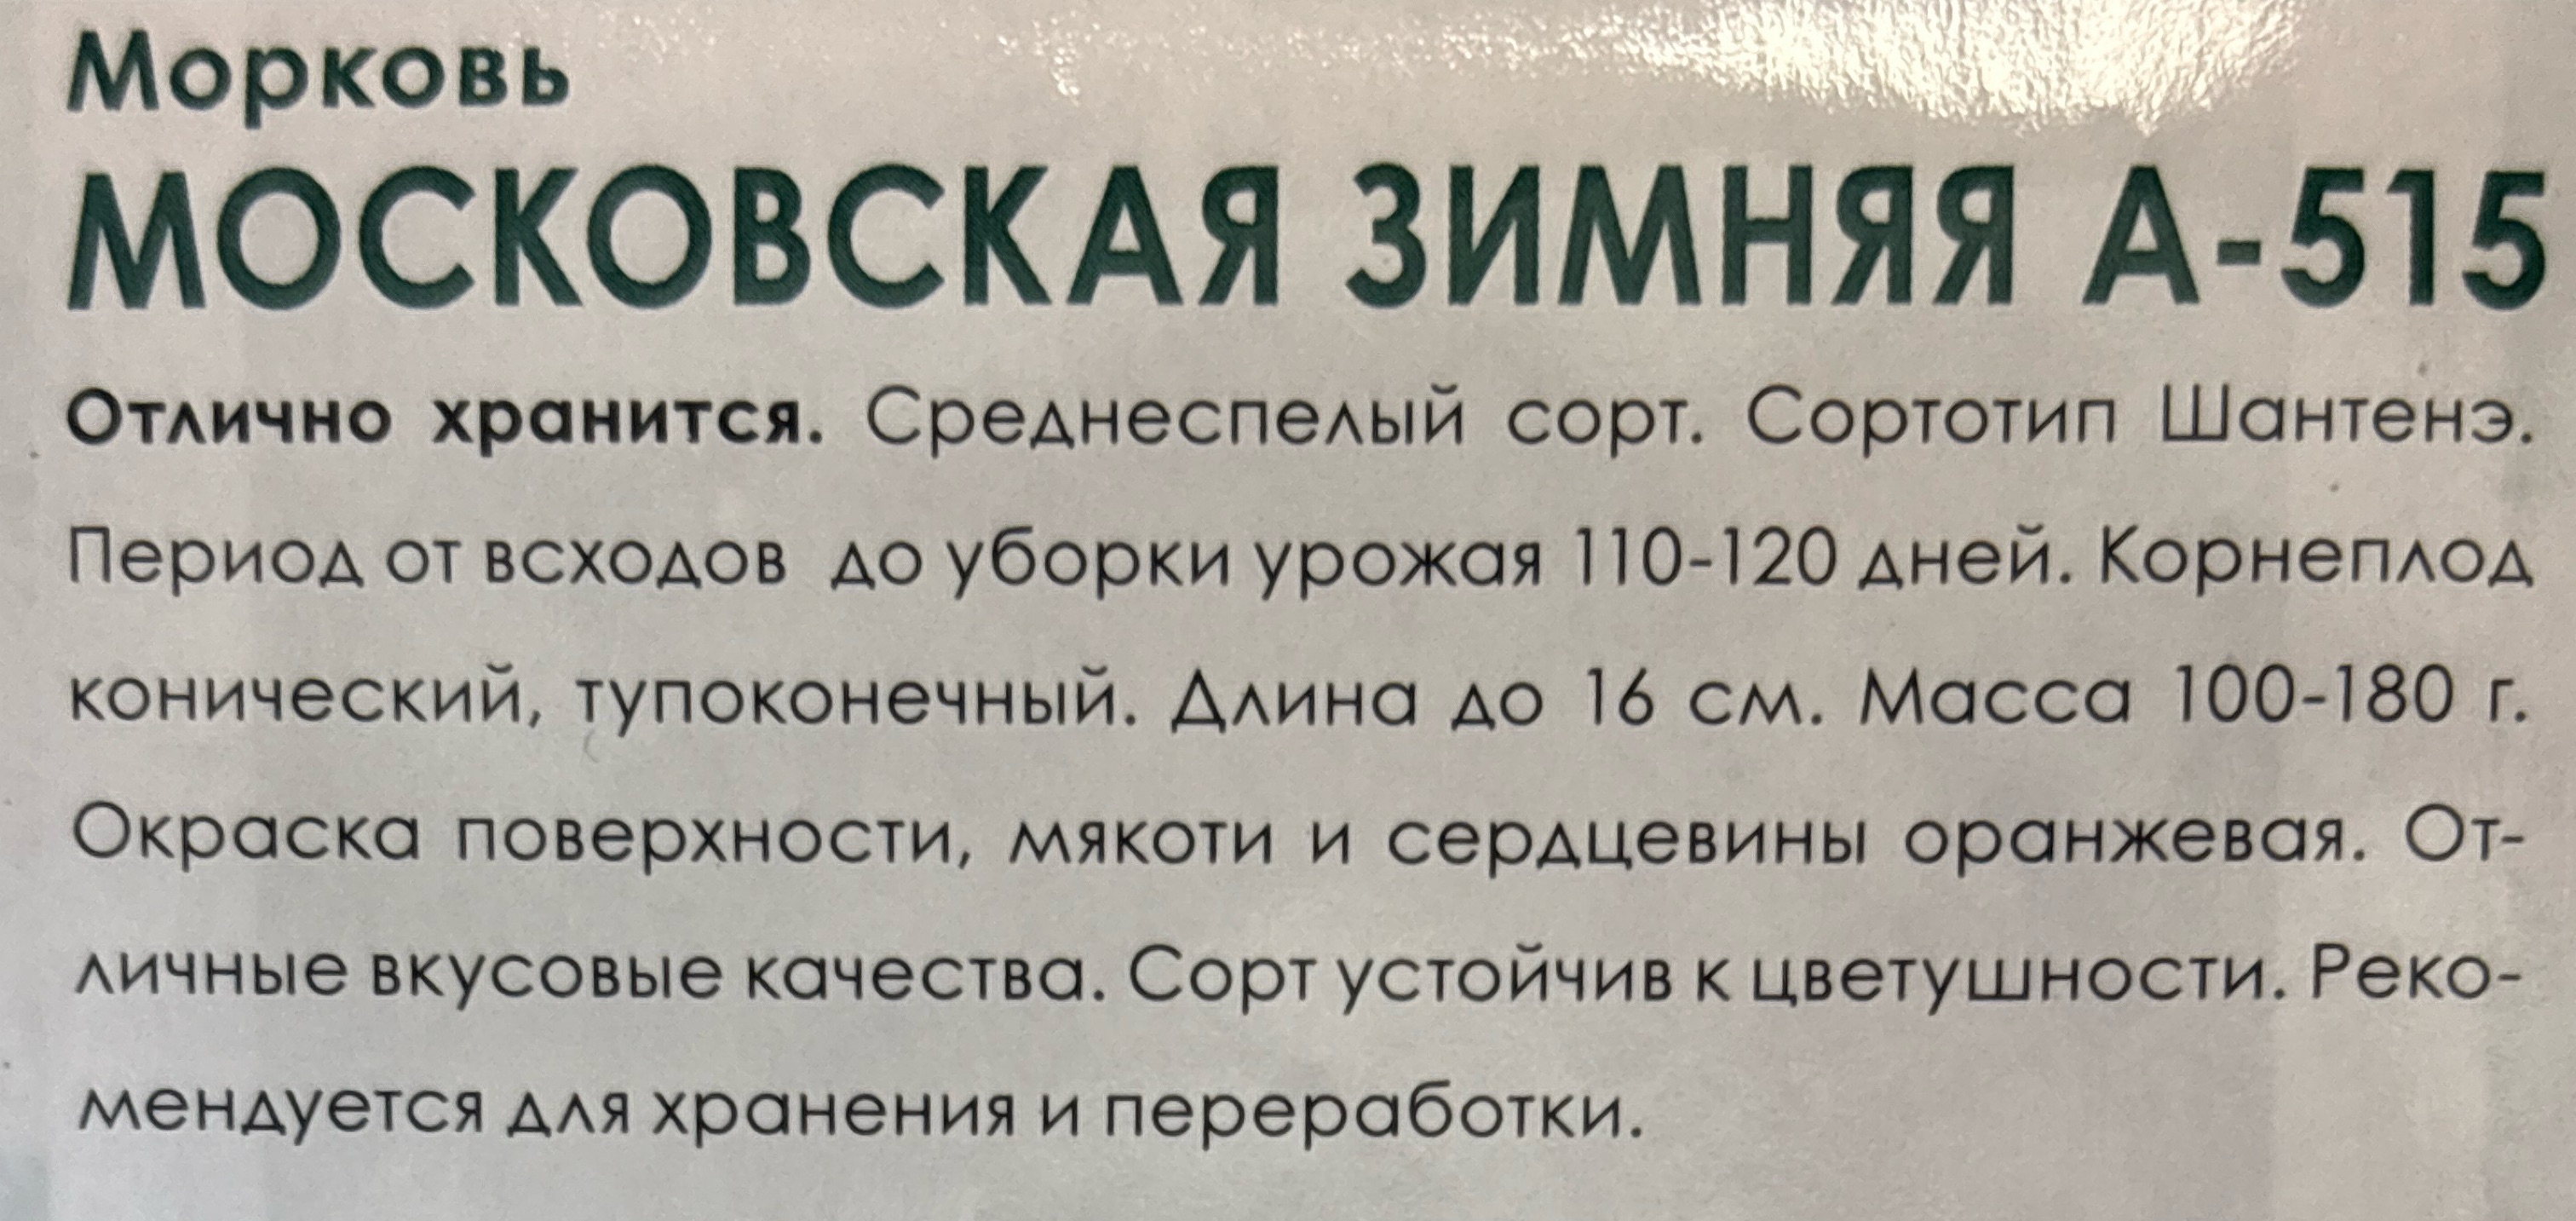 Морковь
МОСКОВСКАЯ ЗИМНЯЯ А-515
Отлично хранится. Среднеспелый сорт. Сортотип Шантенэ.
Период от всходов до уборки урожая 110-120 дней. Корнеплод
конический, тупоконечный. Длина до 16 см. Масса 100-180 г.
Окраска поверхности, мякоти и сердцевины оранжевая. От-
личные вкусовые качества. Сорт устойчив к цветушности. Реко-
мендуется для хранения и переработки.